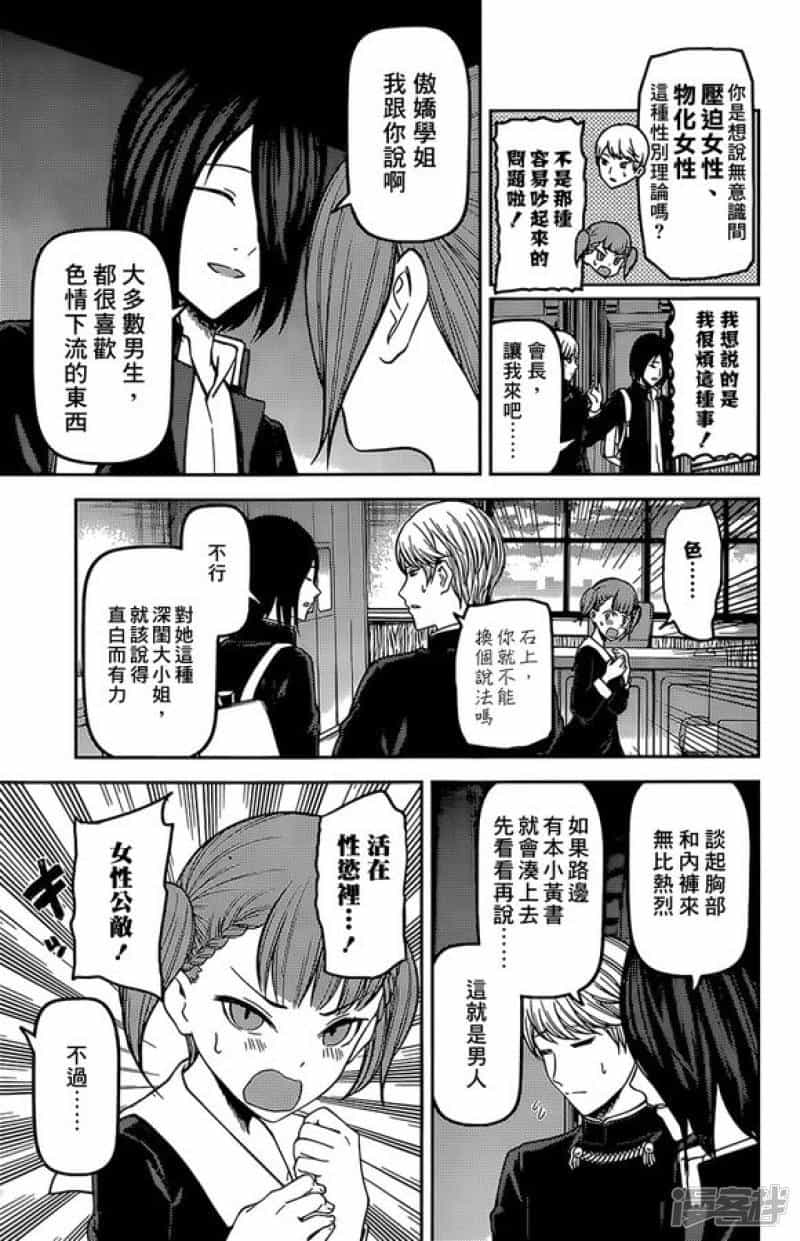 你是想說無意識間
壓迫女性、
物化女性
這種性別理論嗎？
不是那種
容易吵起來的
問題啦！
我想說的是
我很煩這種事！
會長，
讓我來吧……
傲嬌學姐
我跟你說啊
大多數男生，
都很喜歡
色情下流的東西
色……
石上，
你就不能
換個說法嗎
不行
對她這種
深閨大小姐，
就該說得
直白而有力
談起胸部
和內褲來
無比熱烈
如果路邊
有本小黃書
就會湊上去
先看看再說……
這就是男人
活在
性慾裡…！
女性公敵！
不過……
漫客栈